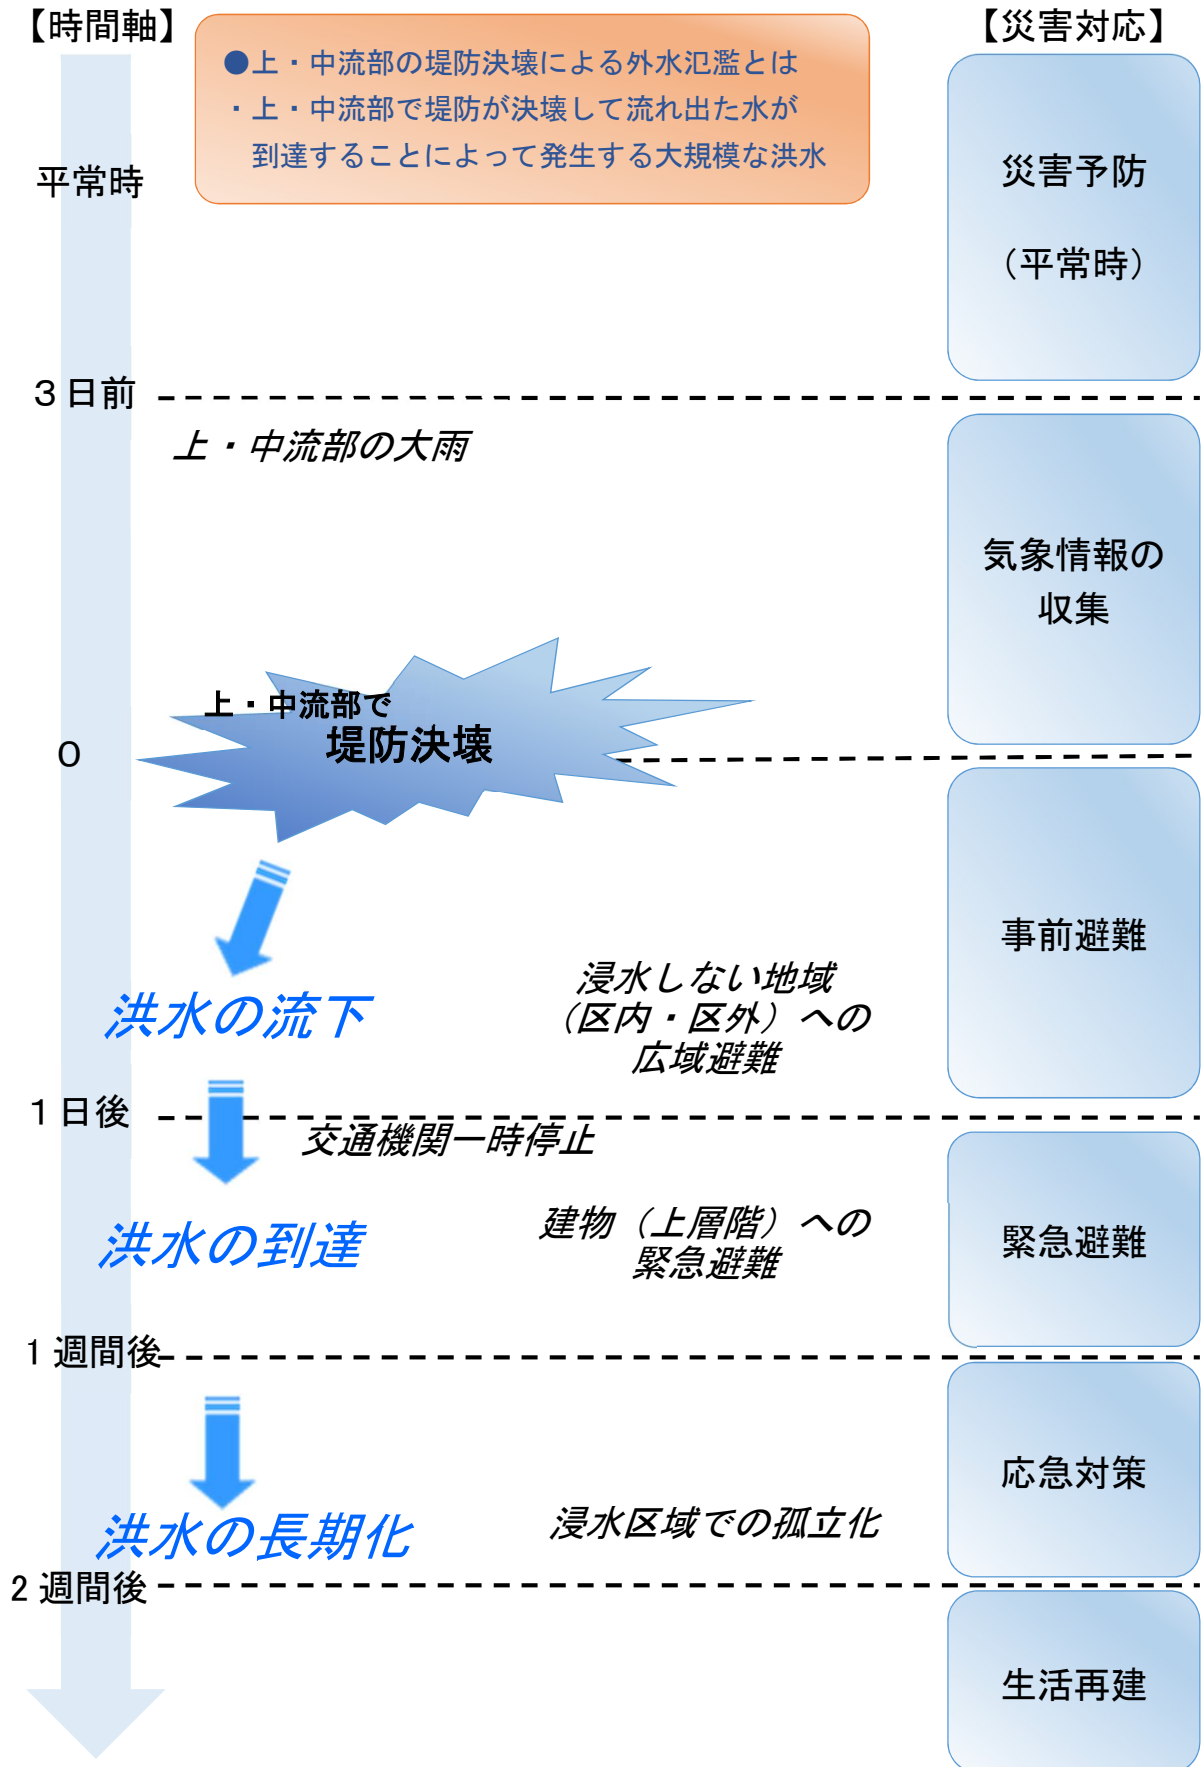 【時間軸】
【災害対応】
●上・中流部の堤防決壊による外水氾濫とは
・上・中流部で堤防が決壊して流れ出た水が
到達することによって発生する大規模な洪水
平常時
災害予防
（平常時）
３日前
上・中流部の大雨
気象情報の
収集
上・中流部で
堤防決壊
０
事前避難
洪水の流下
浸水しない地域
（区内・区外）への
広域避難
１日後
交通機関一時停止
洪水の到達
建物（上層階）への
緊急避難
緊急避難
１週間後
応急対策
洪水の長期化
浸水区域での孤立化
２週間後
生活再建